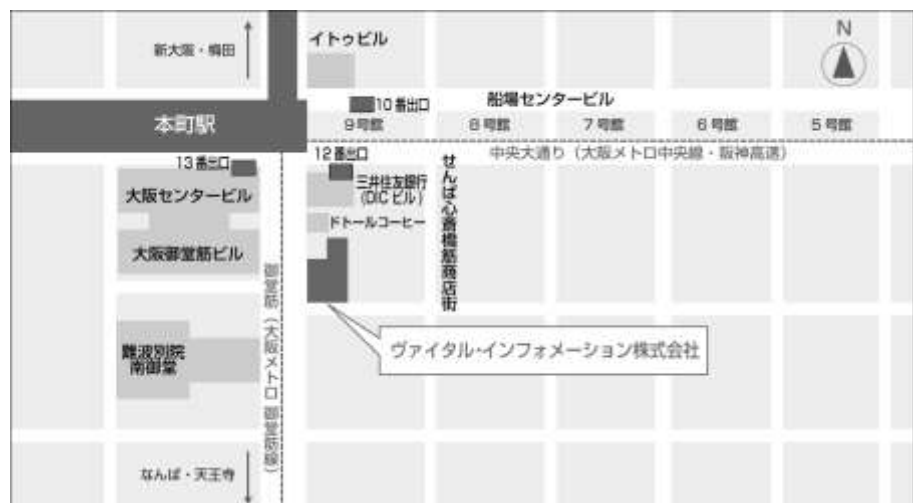 新大阪・梅田
イトゥビル
N
10番出口
船場センタービル
本町駅
9号館
8号館
7号館
6号館
5号館
12番出口
中央大通り（大阪メトロ中央線・阪神高速）
13番出口
大阪センタービル
三井住友銀行
(DICビル)
せんば心斎橋筋商店街
ドトールコーヒー
大阪御堂筋ビル
御堂筋（大阪メトロ御堂筋線）
ヴァイタル・インフォメーション株式会社
難波別院
南御堂
なんば・天王寺